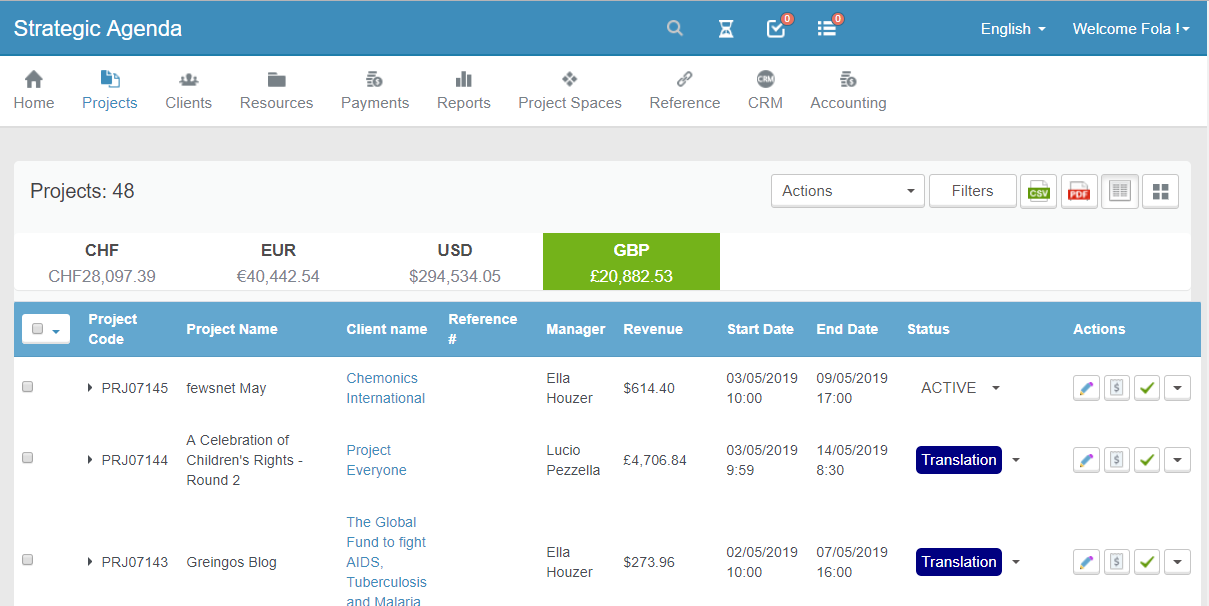 Strategic Agenda
0
0
English
Welcome Fola !
Home
Projects
Clients
Resources
Payments
Reports
Project Spaces
Reference
CRM
CRM
Accounting
Projects: 48
Actions
Filters
CSV
PDF
CHF
CHF28,097.39
EUR
€40,442.54
USD
$294,534.05
GBP
£20,882.53
Project
Code
Project Name
Client name
Reference
#
Manager
Revenue
Start Date
End Date
Status
Actions
PRJ07145
fewsnet May
Chemonics
International
Ella
Houzer
$614.40
03/05/2019
10:00
09/05/2019
17:00
ACTIVE
$
PRJ07144
A Celebration of
Children's Rights -
Round 2
Project
Everyone
Lucio
Pezzella
£4,706.84
03/05/2019
9:59
14/05/2019
8:30
Translation
$
PRJ07143
Greingos Blog
The Global
Fund to fight
AIDS,
Tuberculosis
and Malaria
Ella
Houzer
$273.96
02/05/2019
10:00
07/05/2019
16:00
Translation
$